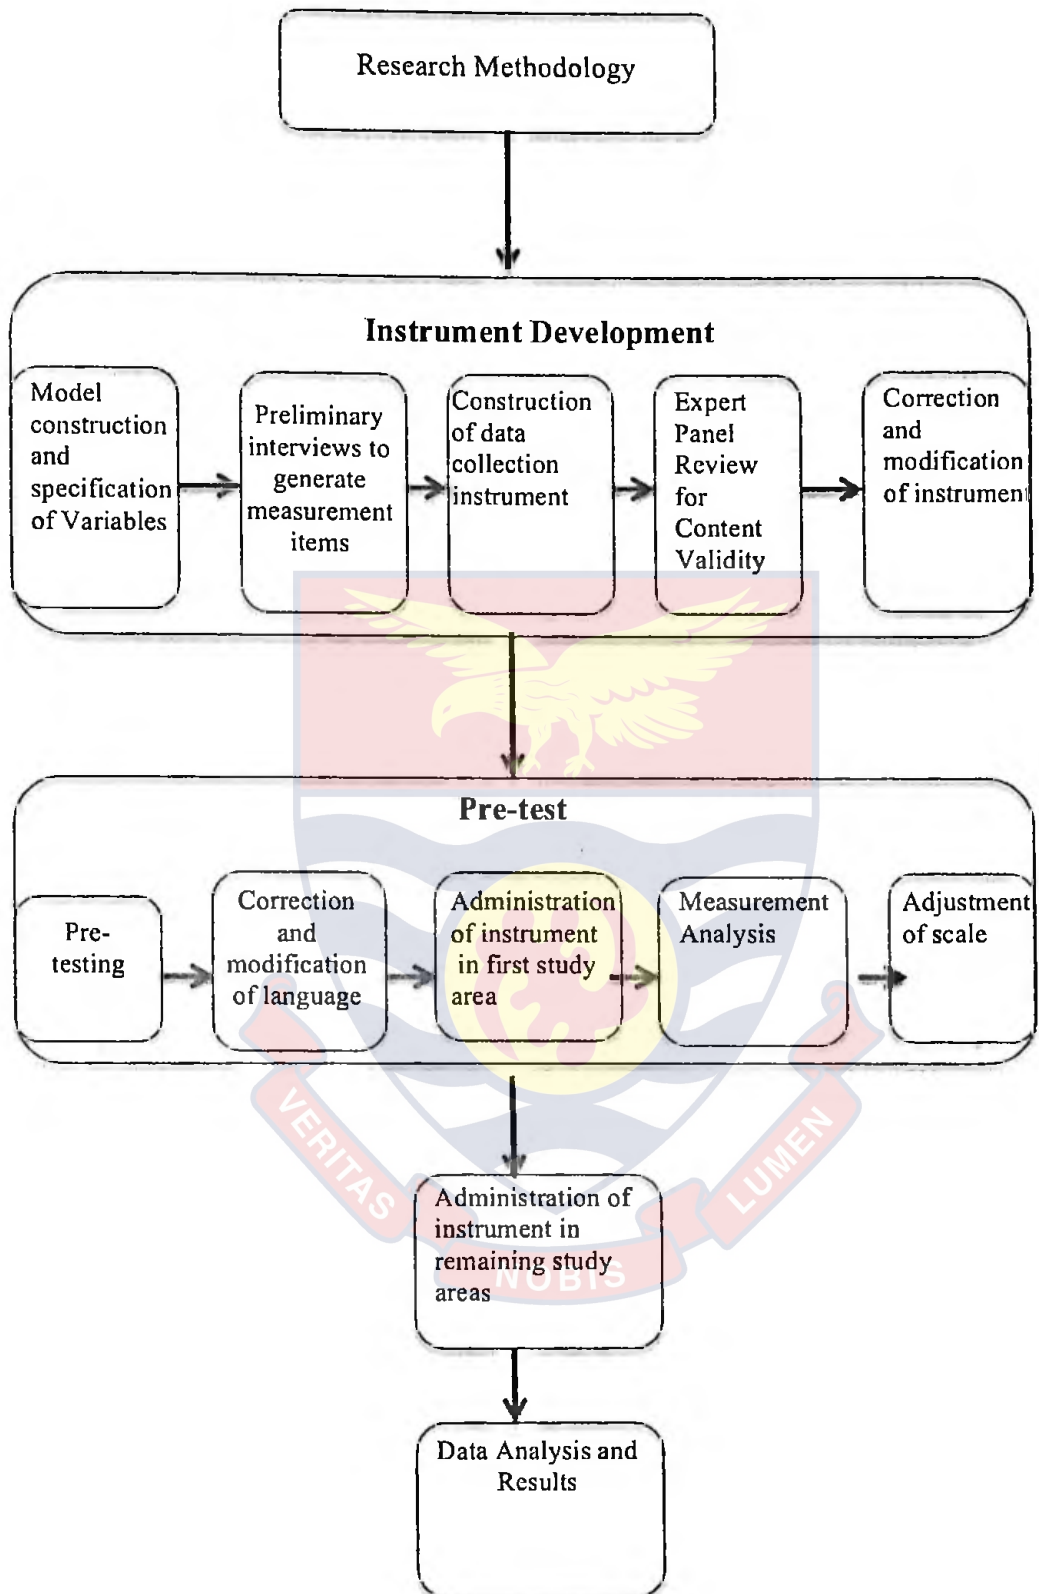 Research Methodology
Instrument Development
Model
construction
and
specification
of Variables
Preliminary
interviews to
generate
measurement
items
Construction
of data
collection
instrument
Expert
Panel
Review
for
Content
Validity
Correction
and
modification
of instrument
Pre-test
Pre-
testing
Correction
and
modification
of language
Administration
of instrument
in first study
area
Measurement
Analysis
Adjustment
of scale
VERITAS
NOBIS
LUMEN
Administration of
instrument in
remaining study
areas
Data Analysis and
Results